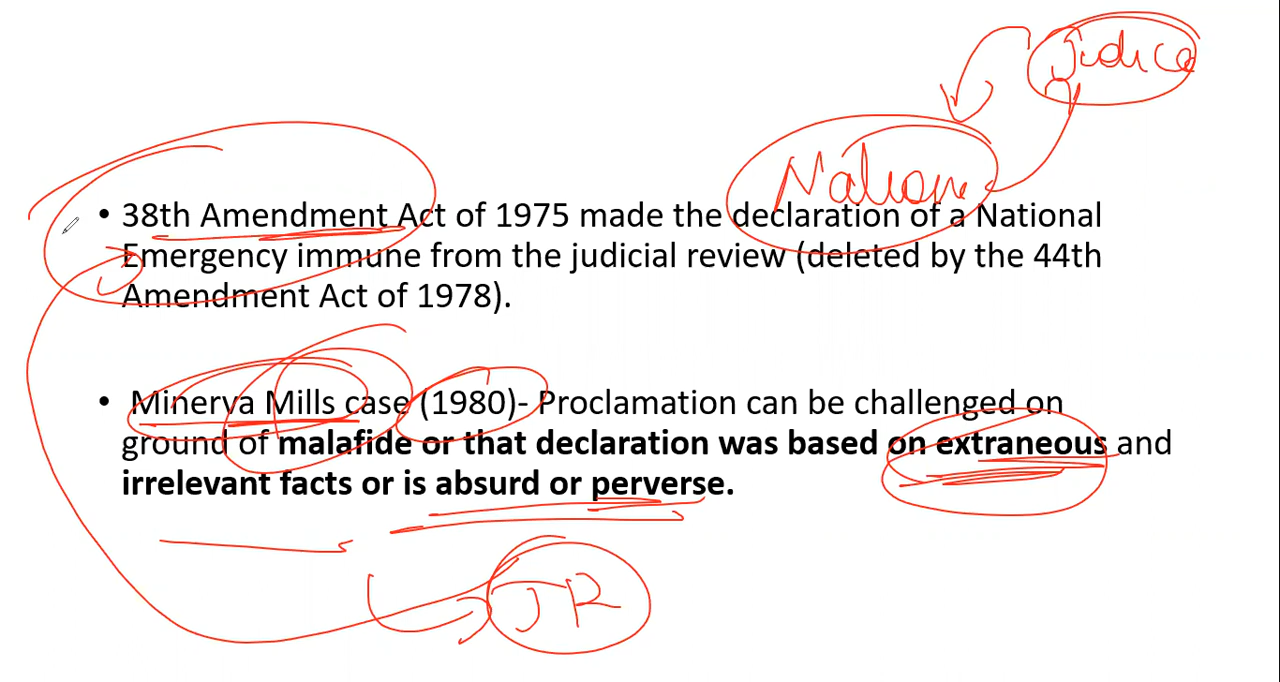 Judica
Nation
• 38th Amendment Act of 1975 made the declaration of a National
Emergency immune from the judicial review (deleted by the 44th
Amendment Act of 1978).
• Minerva Mills case (1980)- Proclamation can be challenged on
ground of malafide or that declaration was based on extraneous and
irrelevant facts or is absurd or perverse.
JR